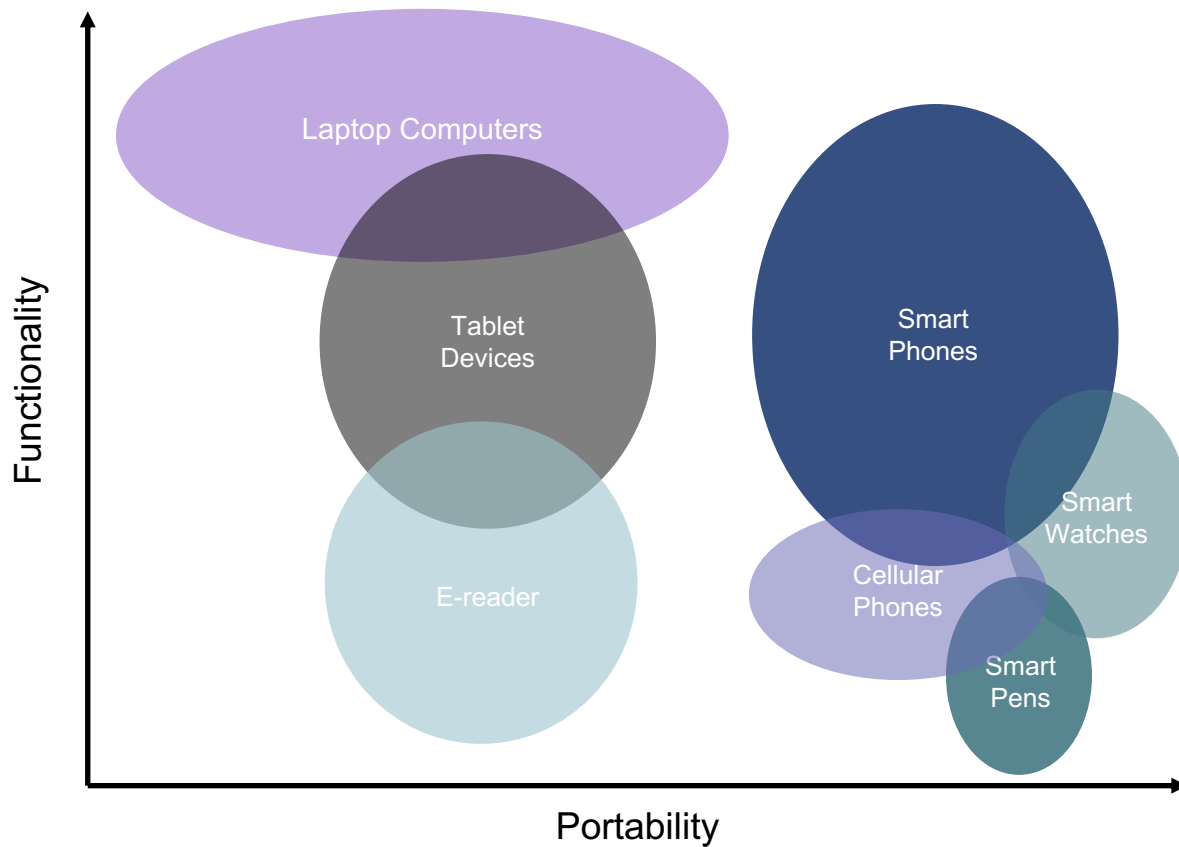 Functionality
Laptop Computers
Tablet
Devices
E-reader
Smart
Phones
Smart
Watches
Cellular
Phones
Smart
Pens
Portability